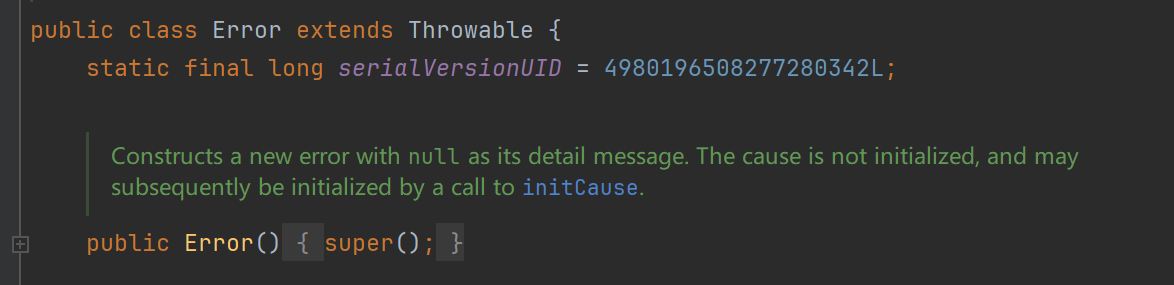 public class Error extends Throwable {
static final long serialVersionUID = 4980196508277280342L;
Constructs a new error with null as its detail message. The cause is not initialized, and may
subsequently be initialized by a call to initCause.
public Error() { super(); }